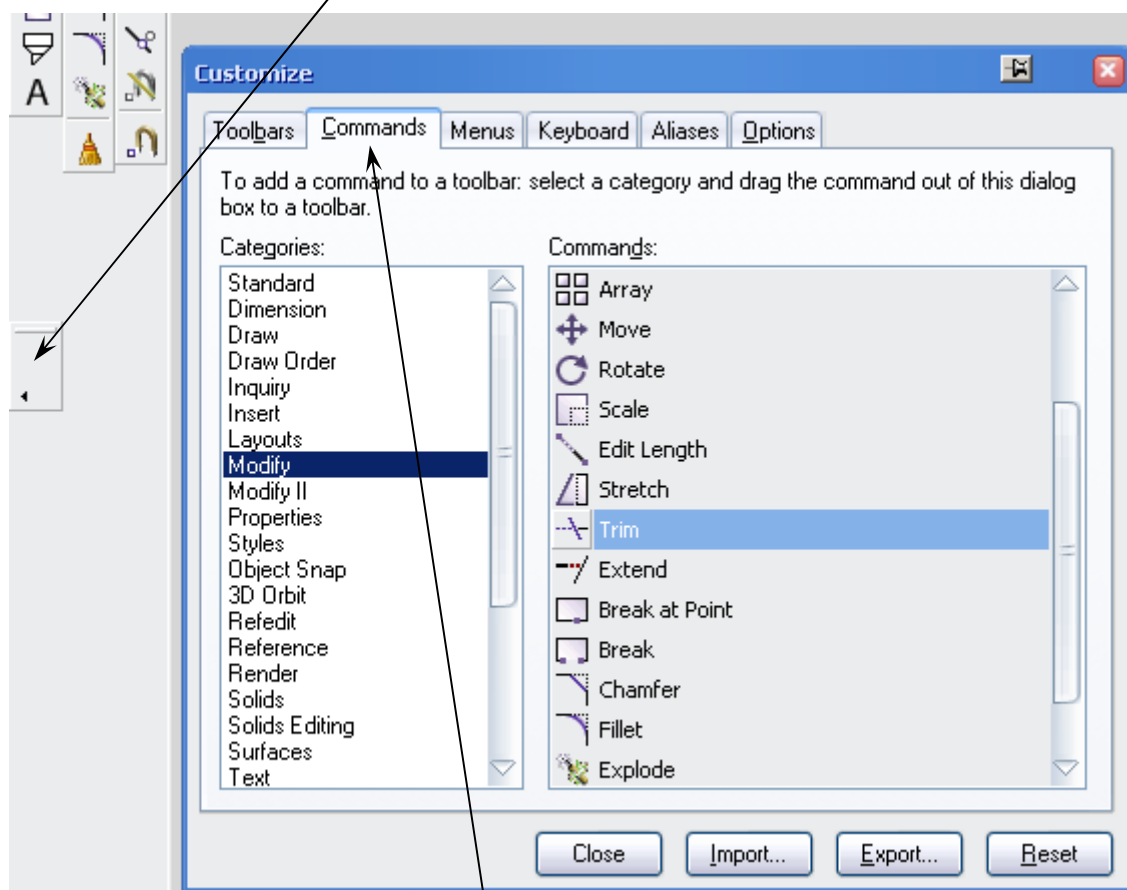 A
Customize
Toolbars Commands Menus Keyboard Aliases Options
To add a command to a toolbar: select a category and drag the command out of this dialog
box to a toolbar.
Categories:
Standard
Dimension
Draw
Draw Order
Inquiry
Insert
Layouts
Modify
Modify II
Properties
Styles
Object Snap
3D Orbit
Refedit
Reference
Render
Solids
Solids Editing
Surfaces
Text
Commands:
Array
Move
Rotate
Scale
Edit Length
Stretch
Trim
Extend
Break at Point
Break
Chamfer
Fillet
Explode
Close Import... Export... Reset